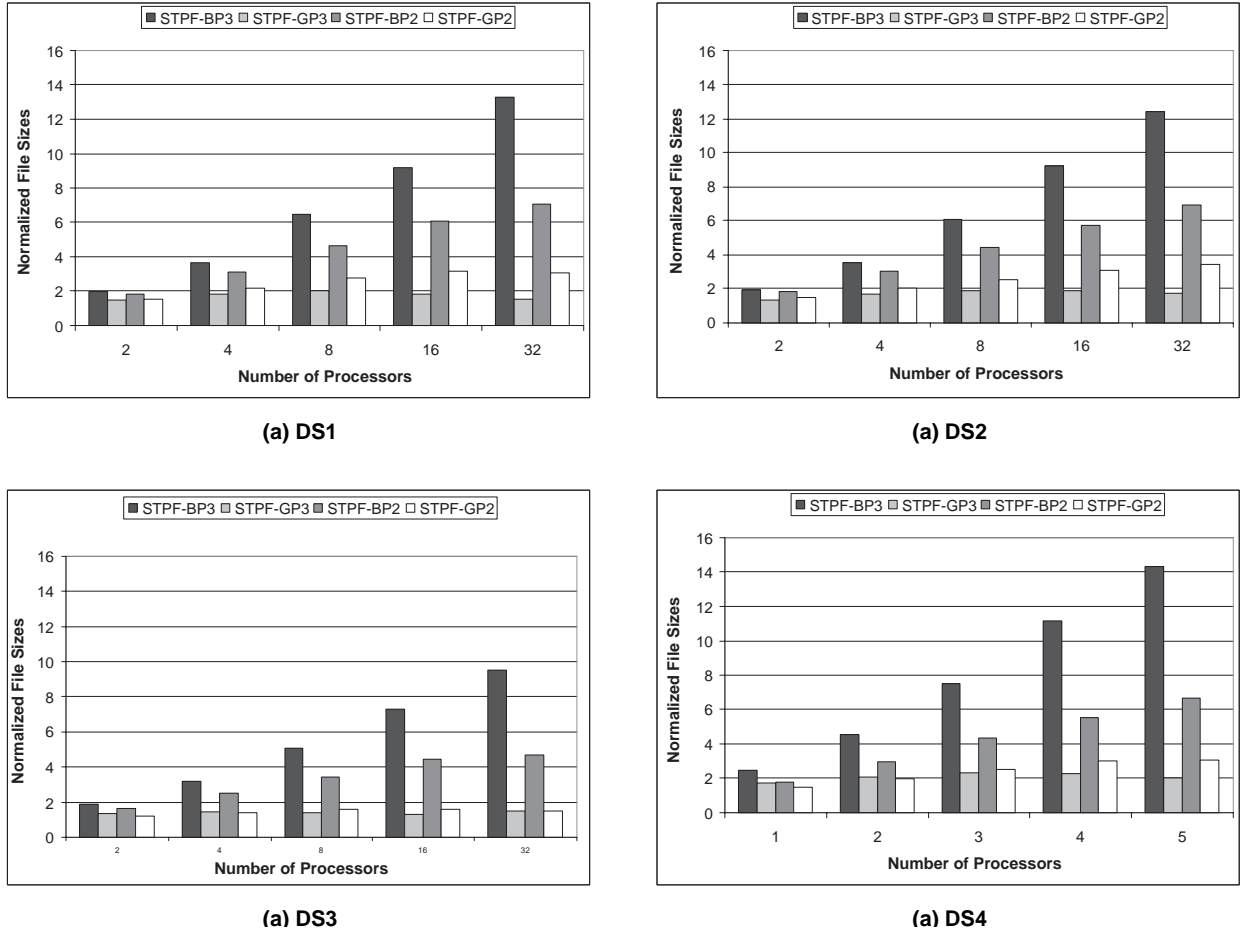 STPF-BP3 STPF-GP3 STPF-BP2 STPF-GP2
16
14
12
10
8
6
4
2
0
Normalized File Sizes
2 4 8 16 32
Number of Processors
(a) DS1
STPF-BP3 STPF-GP3 STPF-BP2 STPF-GP2
16
14
12
10
8
6
4
2
0
Normalized File Sizes
2 4 8 16 32
Number of Processors
(a) DS2
STPF-BP3 STPF-GP3 STPF-BP2 STPF-GP2
16
14
12
10
8
6
4
2
0
Normalized File Sizes
2 4 8 16 32
Number of Processors
(a) DS3
STPF-BP3 STPF-GP3 STPF-BP2 STPF-GP2
16
14
12
10
8
6
4
2
0
Normalized File Sizes
1 2 3 4 5
Number of Processors
(a) DS4